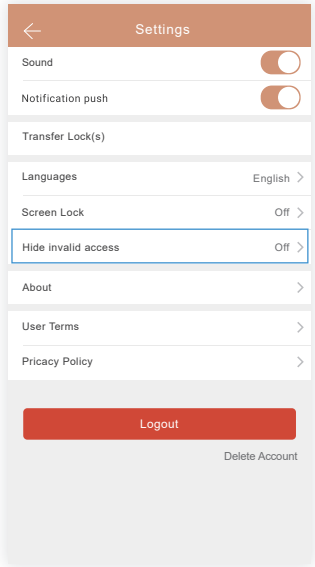 Settings
Sound
Notification push
Transfer Lock(s)
Languages English
Screen Lock Off
Hide invalid access Off
About
User Terms
Pricacy Policy
Logout
Delete Account